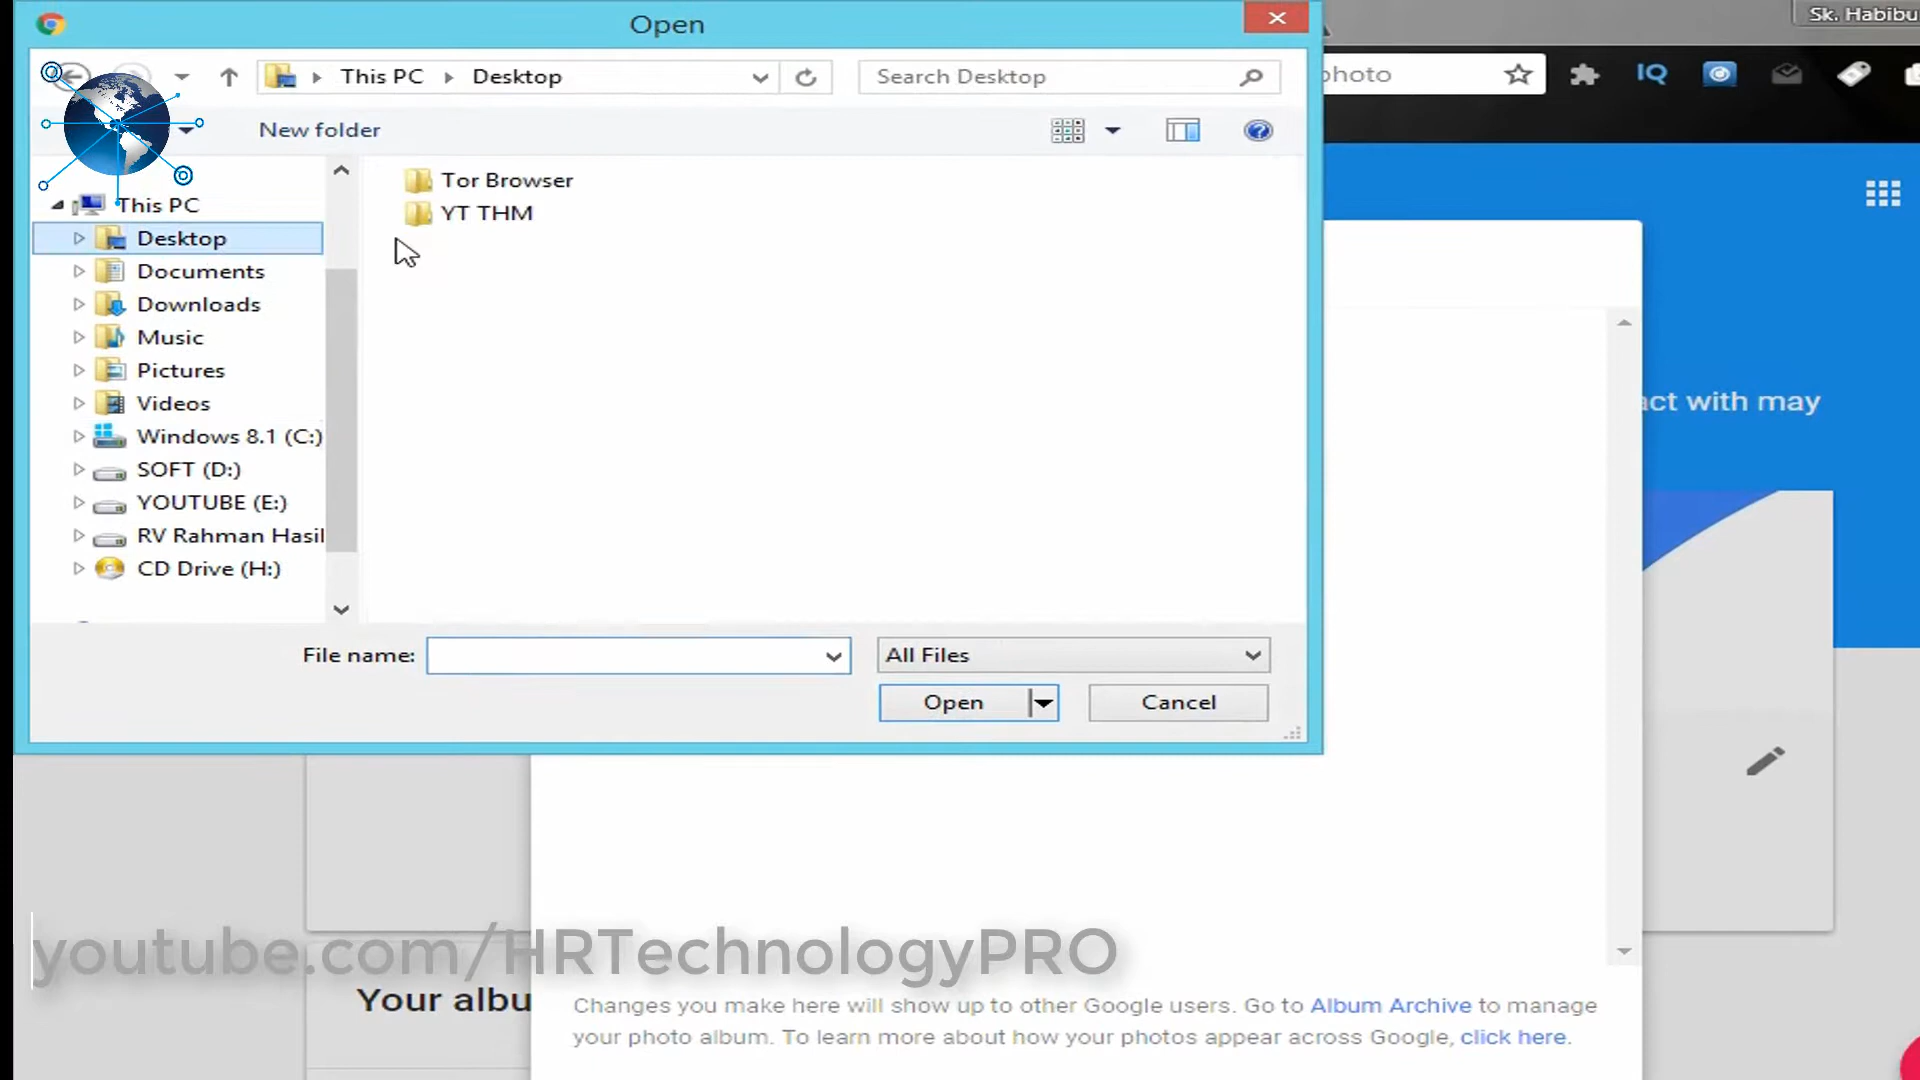 Open
Sk. Habibu
This PC
Desktop
Search Desktop
photo
IQ
New folder
This PC
Desktop
Documents
Downloads
Music
Pictures
Videos
Windows 8.1 (C:)
SOFT (D:)
YOUTUBE (E:)
RV Rahman Hasil
CD Drive (H:)
Tor Browser
YT THM
act with may
File name:
All Files
Open
Cancel
youtube.com/HRTechnologyPRO
Your albu
Changes you make here will show up to other Google users. Go to Album Archive to manage
your photo album. To learn more about how your photos appear across Google, click here.